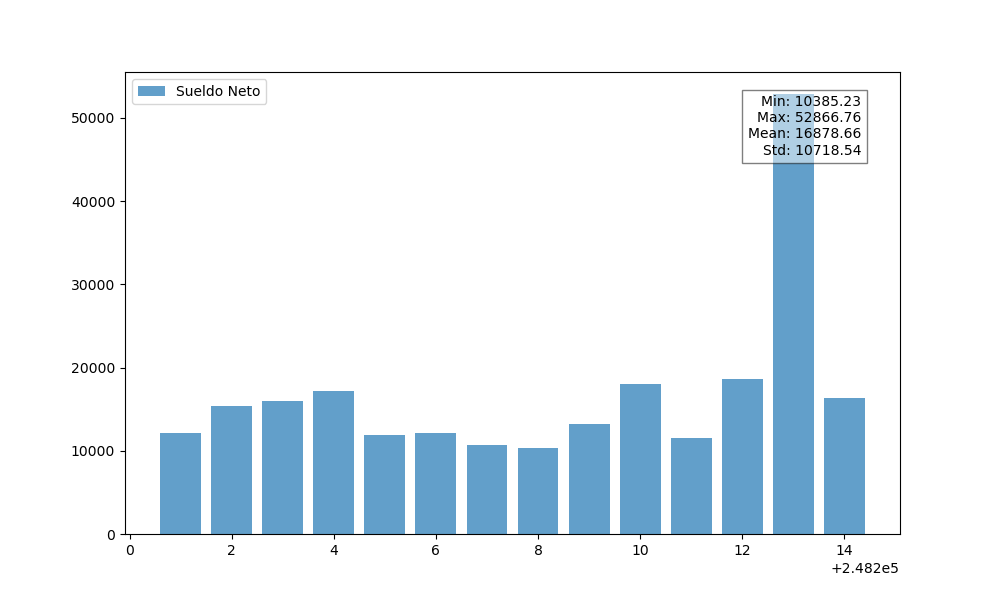 Sueldo Neto
Min: 10385.23
Max: 52866.76
Mean: 16878.66
Std: 10718.54
50000
40000
30000
20000
10000
0
0 2 4 6 8 10 12 14
+2.482e5